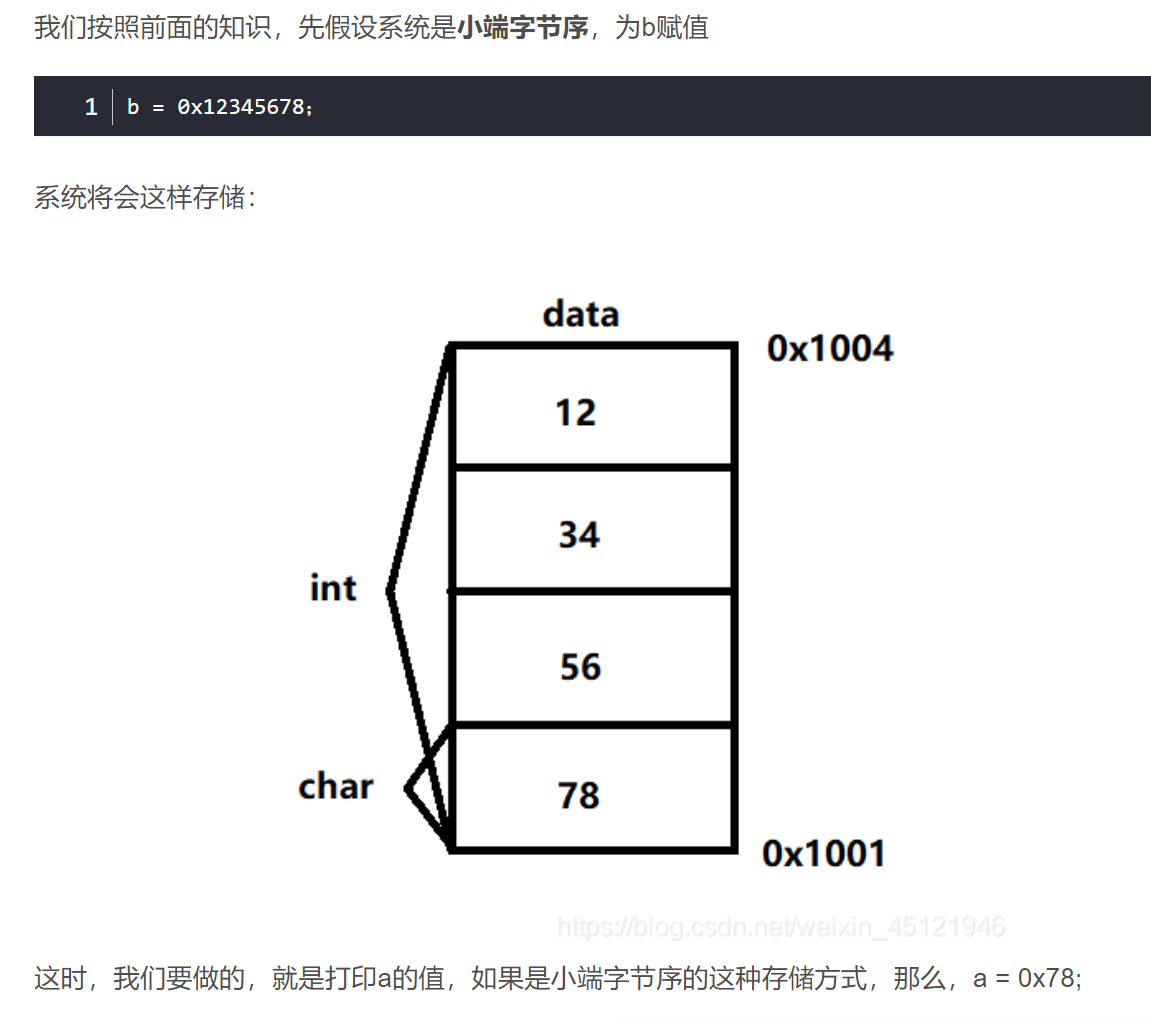 我们按照前面的知识，先假设系统是小端字节序，为b赋值
1 b = 0x12345678;
系统将会这样存储：
data
0x1004
12
34
int
56
char
78
0x1001
https://blog.csdn.net/weixin_45121946
这时，我们要做的，就是打印a的值，如果是小端字节序的这种存储方式，那么，a = 0x78;